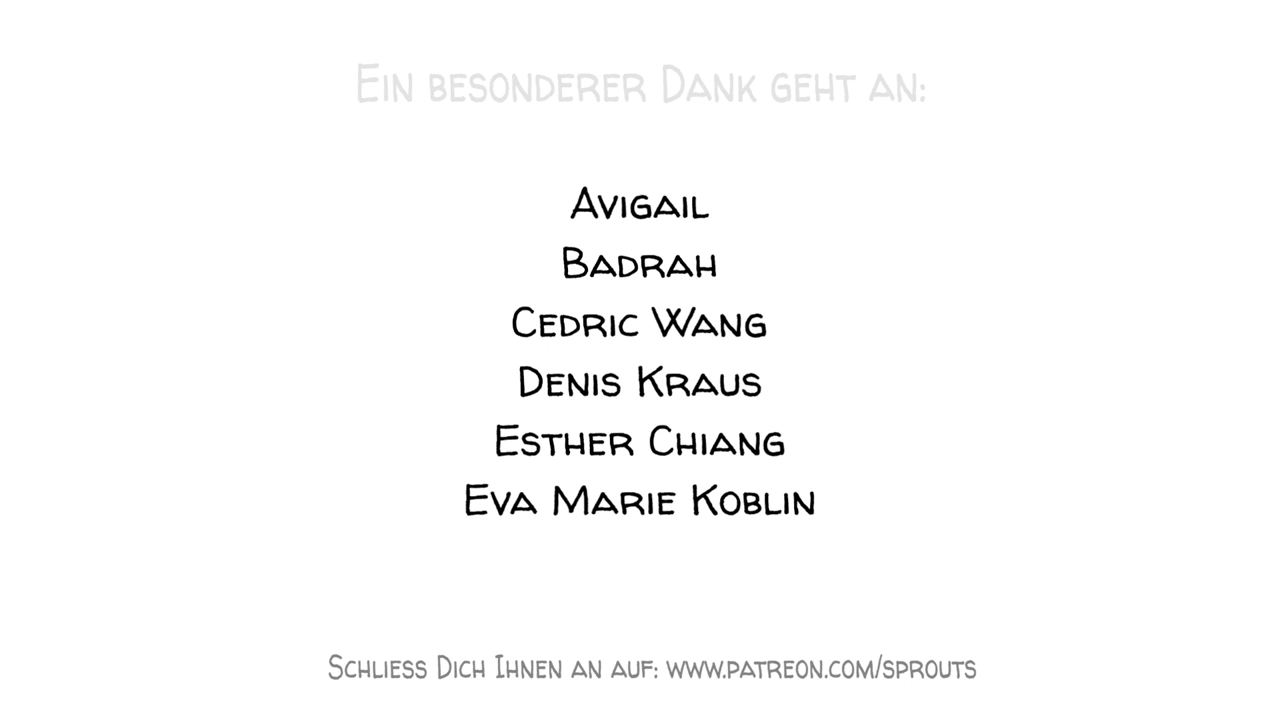 Ein besonderer Dank geht an:
Avigail
Badrah
Cedric Wang
Denis Kraus
Esther Chiang
Eva Marie Koblin
Schliess Dich Ihnen an auf: www.patreon.com/sprouts